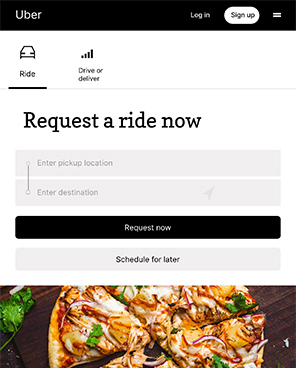 Uber
Log in
Sign up
Ride
Drive or
deliver
Request a ride now
Enter pickup location
Enter destination
Request now
Schedule for later